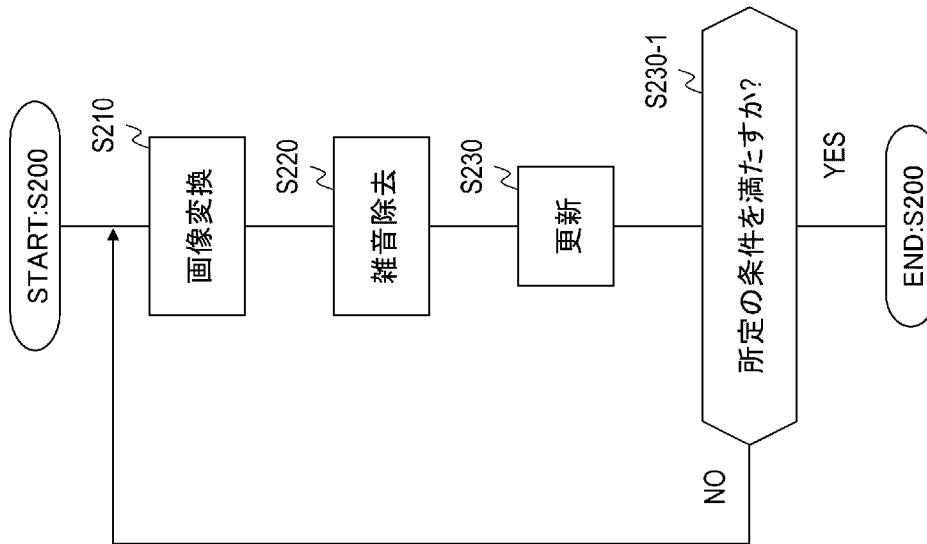 START:S200
S210
画像変換
S220
雑音除去
S230
更新
S230-1
所定の条件を満たすか?
NO
YES
END:S200